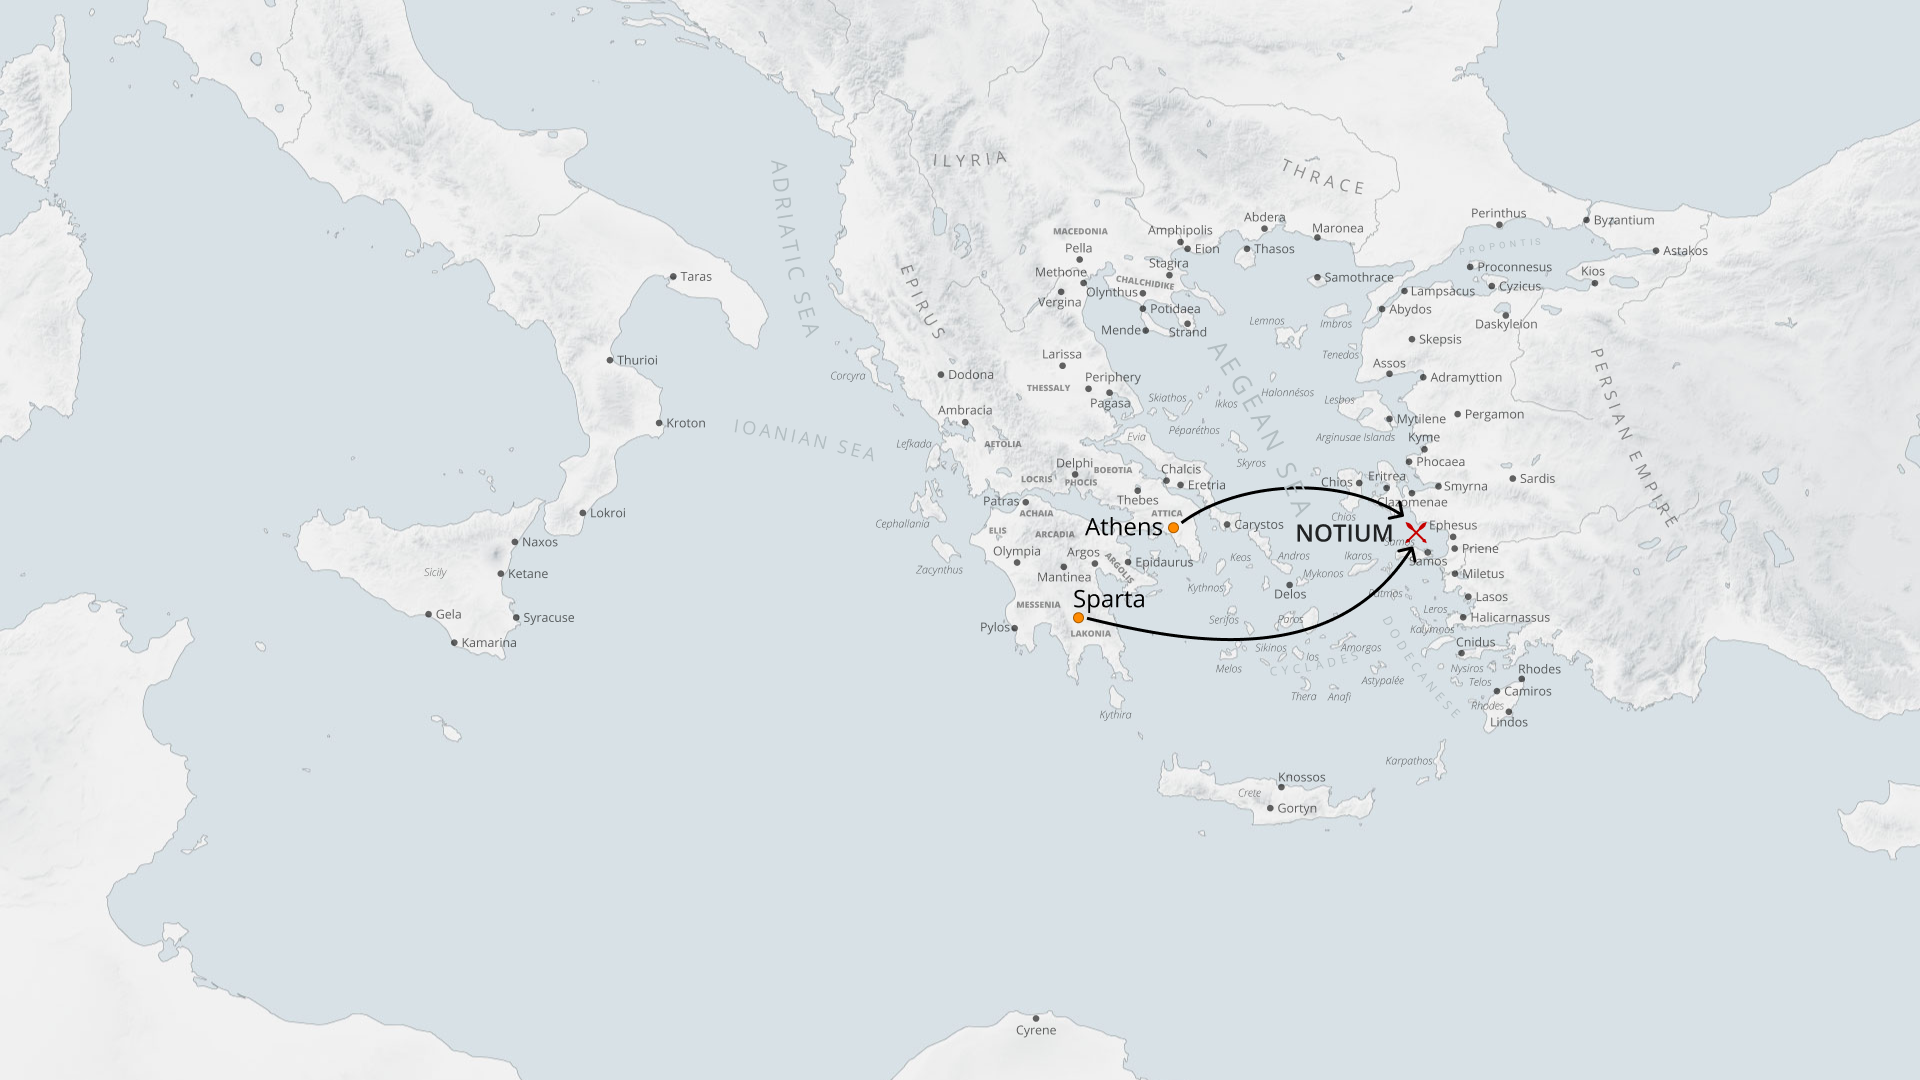 ILYRIA
THRACE
ADRIATIC SEA
Perinthus
Byzantium
Abdera
Maronea
Amphipolis
MACEDONIA
Eion
Thasos
Pella
PROPONTIS
Astakos
Stagira
Proconnesus
Kios
Methone
CHALCHIDIKE
Samothrace
Taras
Olynthus
Lampsacus
Cyzicus
Vergina
Potidaea
Abydos
EPIRUS
Lemnos
Imbros
Daskyleion
Mende
Strand
Skepsis
Larissa
Tenedos
Assos
Thurioi
Corcyra
Dodona
Periphery
Adramyttion
THESSALY
AEGEAN SEA
Halonnésos
PERSIAN EMPIRE
Pagasa
Skiathos
Ikkos
Lesbos
Ambracia
Mytilene
Pergamon
Kroton
IOANIAN SEA
Péparéthos
Arginusae Islands
Kyme
Lefkada
AETOLIA
Evia
Skyros
Phocaea
Delphi
BOEOTIA
Chalcis
LOCRIS
PHOCIS
Eretria
Chios
Eritrea
Smyrna
Sardis
Patras
Thebes
Clazomenae
Lokroi
ACHAIA
ATTICA
Chios
Cephallania
ELIS
ARCADIA
Athens
Carystos
NOTIUM
Ephesus
Naxos
Olympia
Argos
ARGOLIS
Epidaurus
Keos
Andros
Ikaros
Samos
Priene
Samos
Sicily
Ketane
Zacynthus
Mantinea
Kythnos
Mykonos
Miletus
Delos
Patmos
Lasos
Gela
Syracuse
MESSENIA
Sparta
Serifos
Paros
Leros
Halicarnassus
Pylos
LAKONIA
Kalymnos
Kamarina
Sikinos
Ios
Amorgos
Cnidus
DODECANESE
Melos
CYCLADES
Nysiros
Rhodes
Astypalée
Telos
Thera
Anafi
Camiros
Rhodes
Kythira
Lindos
Karpathos
Knossos
Crete
Gortyn
Cyrene